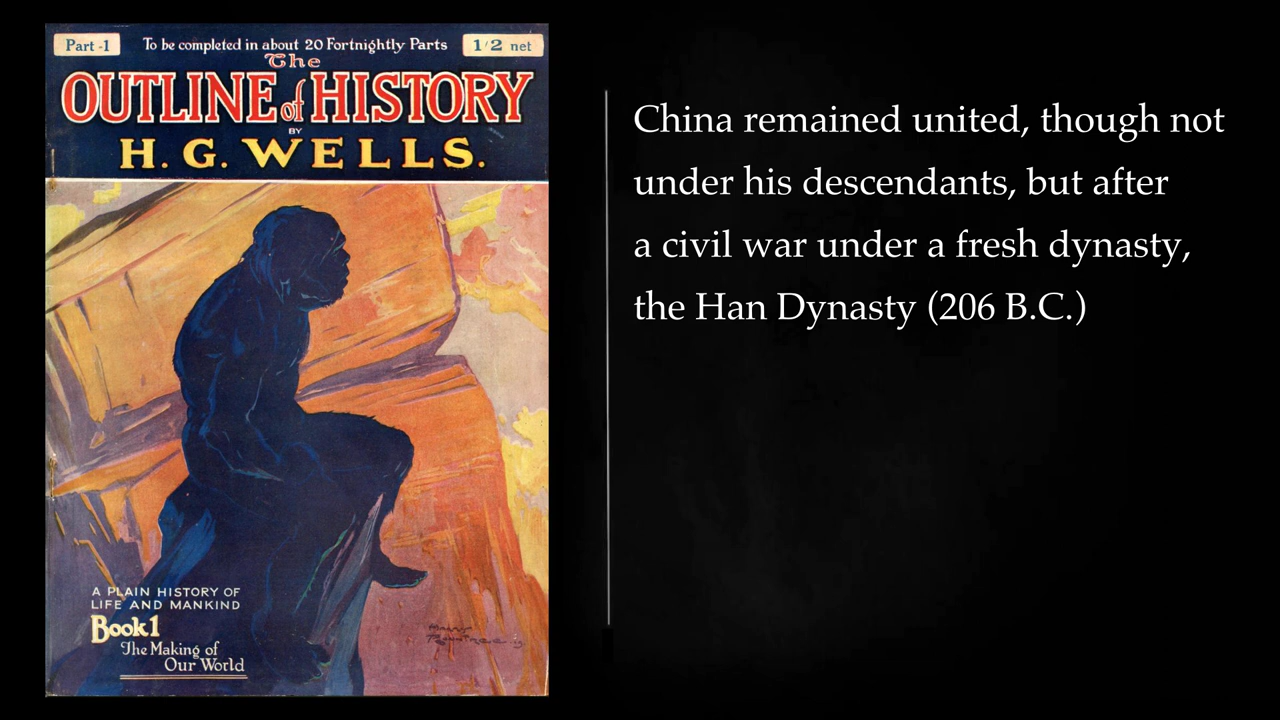 Part -1
To be completed in about 20 Fortnightly Parts
1/2 net
The
OUTLINE of HISTORY
BY
H. G. WELLS.
A PLAIN HISTORY OF
LIFE AND MANKIND
Book 1
The Making of
Our World
China remained united, though not
under his descendants, but after
a civil war under a fresh dynasty,
the Han Dynasty (206 B.C.)